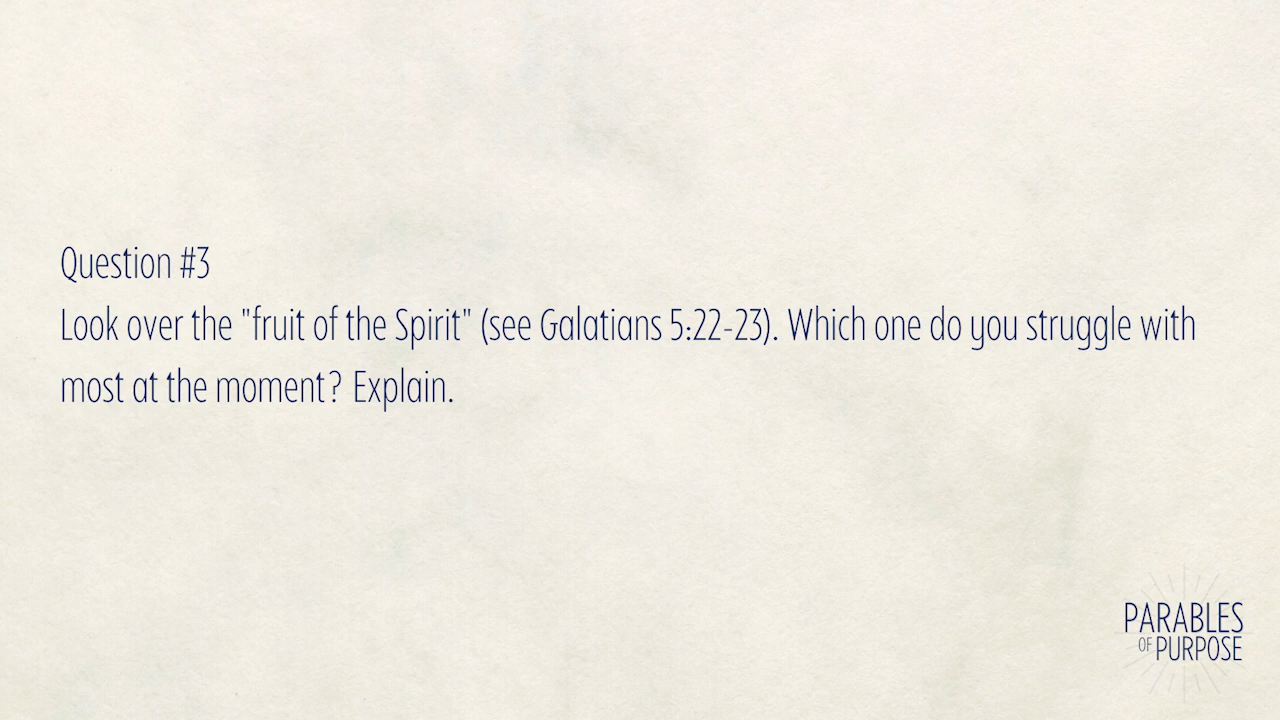 Question #3
Look over the "fruit of the Spirit" (see Galatians 5:22-23). Which one do you struggle with
most at the moment? Explain.
PARABLES
OF PURPOSE